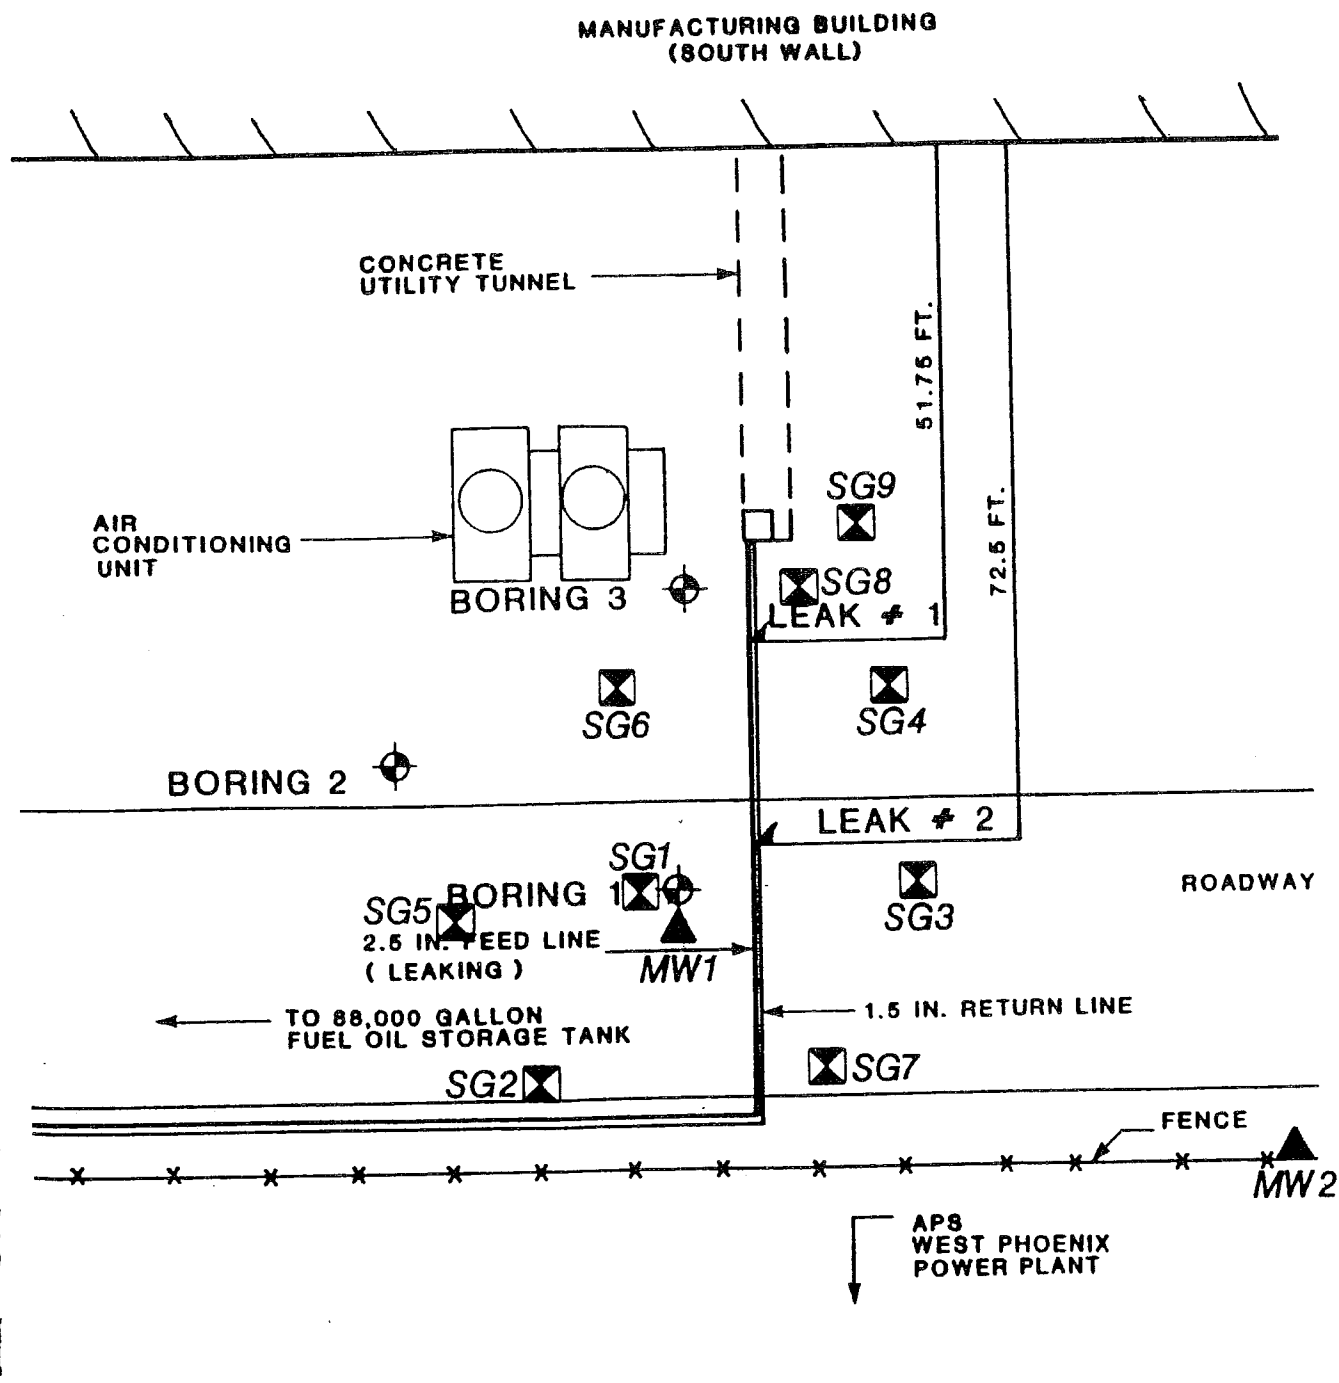 MANUFACTURING BUILDING
(SOUTH WALL)
CONCRETE
UTILITY TUNNEL
51.75 FT.
72.5 FT.
SG9
AIR
CONDITIONING
UNIT
BORING 3
SG8
LEAK # 1
SG6
SG4
BORING 2
LEAK # 2
SG1
BORING 1
SG5
SG3
ROADWAY
2.5 IN. FEED LINE
( LEAKING )
MW1
1.5 IN. RETURN LINE
TO 88,000 GALLON
FUEL OIL STORAGE TANK
SG2
SG7
FENCE
MW2
APS
WEST PHOENIX
POWER PLANT